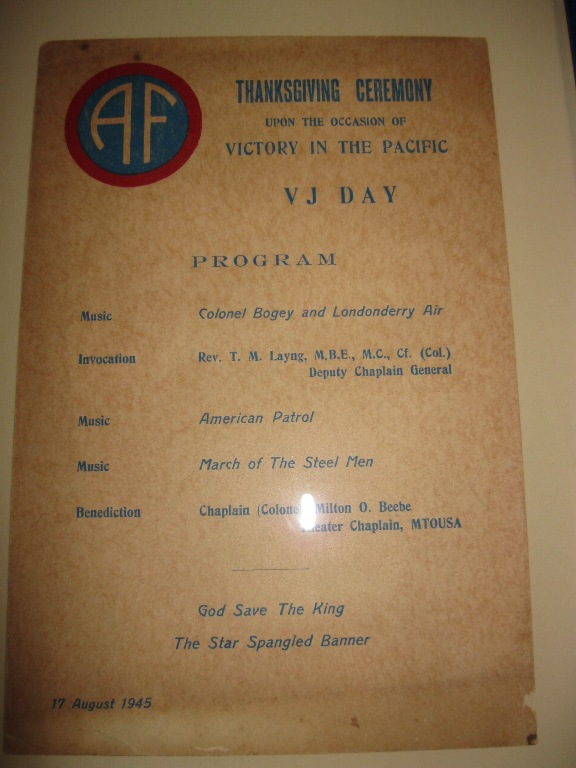 AF
THANKSGIVING CEREMONY
UPON THE OCCASION OF
VICTORY IN THE PACIFIC
VJ DAY
PROGRAM
Music Colonel Bogey and Londonderry Air
Invocation Rev. T. M. Layng, M.B.E., M.C., Cf. (Col.)
Deputy Chaplain General
Music American Patrol
Music March of The Steel Men
Benediction Chaplain (Colonel) Milton O. Beebe
Theater Chaplain, MTOUSA
God Save The King
The Star Spangled Banner
17 August 1945